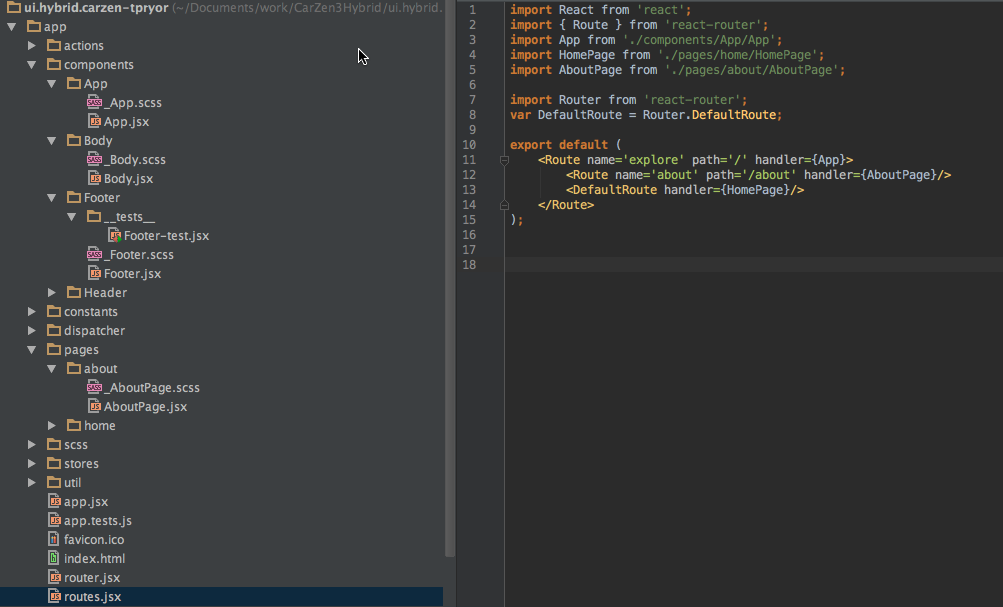 ui.hybrid.carzen-tpryor (~/Documents/work/CarZen3Hybrid/ui.hybrid.
app
actions
components
App
_App.scss
App.jsx
Body
_Body.scss
Body.jsx
Footer
__tests__
Footer-test.jsx
_Footer.scss
Footer.jsx
Header
constants
dispatcher
pages
about
_AboutPage.scss
AboutPage.jsx
home
scss
stores
util
app.jsx
app.tests.js
favicon.ico
index.html
router.jsx
routes.jsx
1 import React from 'react';
2 import { Route } from 'react-router';
3 import App from './components/App/App';
4 import HomePage from './pages/home/HomePage';
5 import AboutPage from './pages/about/AboutPage';
6
7 import Router from 'react-router';
8 var DefaultRoute = Router.DefaultRoute;
9
10 export default (
11 <Route name='explore' path='/' handler={App}>
12 <Route name='about' path='/about' handler={AboutPage}/>
13 <DefaultRoute handler={HomePage}/>
14 </Route>
15 );
16
17
18